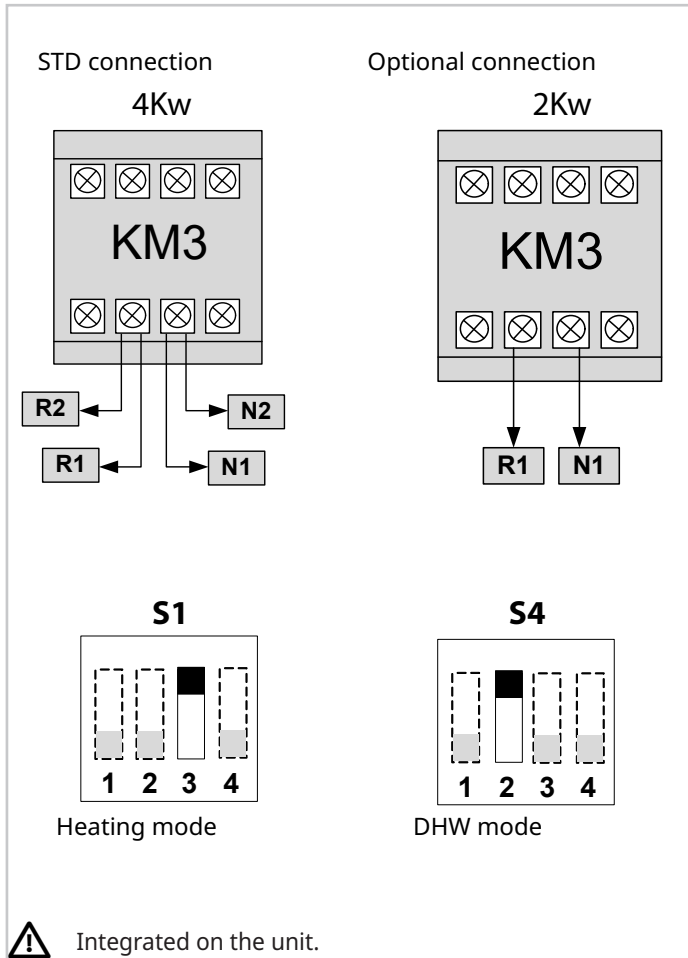 STD connection
Optional connection
4Kw
2Kw
KM3
KM3
R2
N2
R1
N1
R1
N1
S1
S4
1 2 3 4
1 2 3 4
Heating mode
DHW mode
Integrated on the unit.